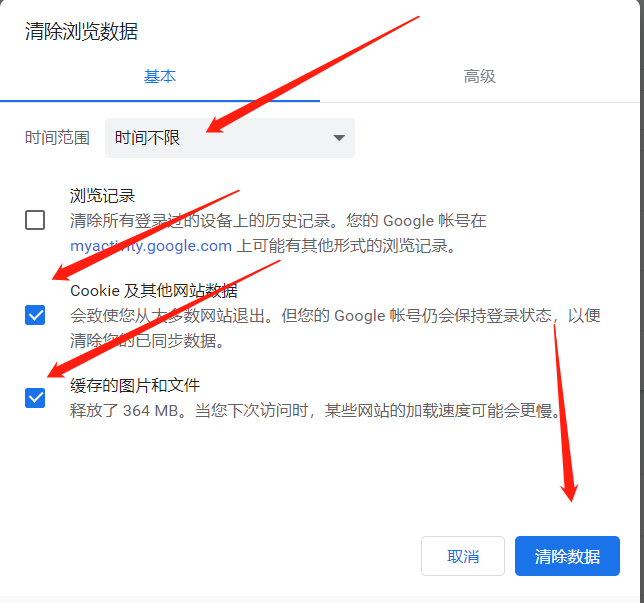 清除浏览数据
基本
高级
时间范围
时间不限
浏览记录
清除所有登录过的设备上的历史记录。您的 Google 帐号在
myactivity.google.com 上可能有其他形式的浏览记录。
Cookie 及其他网站数据
会致使您从大多数网站退出。但您的 Google 帐号仍会保持登录状态，以便
清除您的已同步数据。
缓存的图片和文件
释放了 364 MB。当您下次访问时，某些网站的加载速度可能会更慢。
取消
清除数据